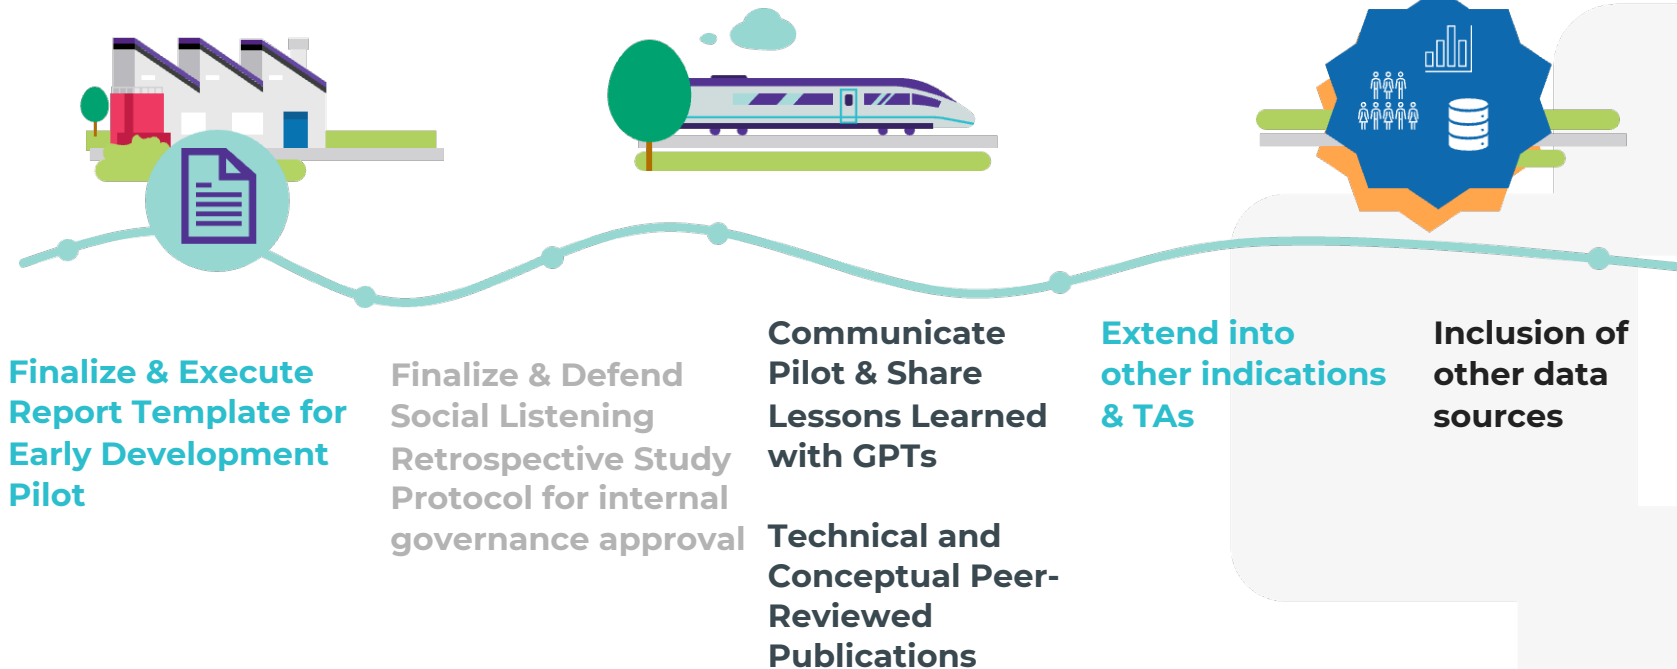 Finalize & Execute
Report Template for
Early Development
Pilot
Finalize & Defend
Social Listening
Retrospective Study
Protocol for internal
governance approval
Communicate
Pilot & Share
Lessons Learned
with GPTs
Technical and
Conceptual Peer-
Reviewed
Publications
Extend into
other indications
& TAs
Inclusion of
other data
sources